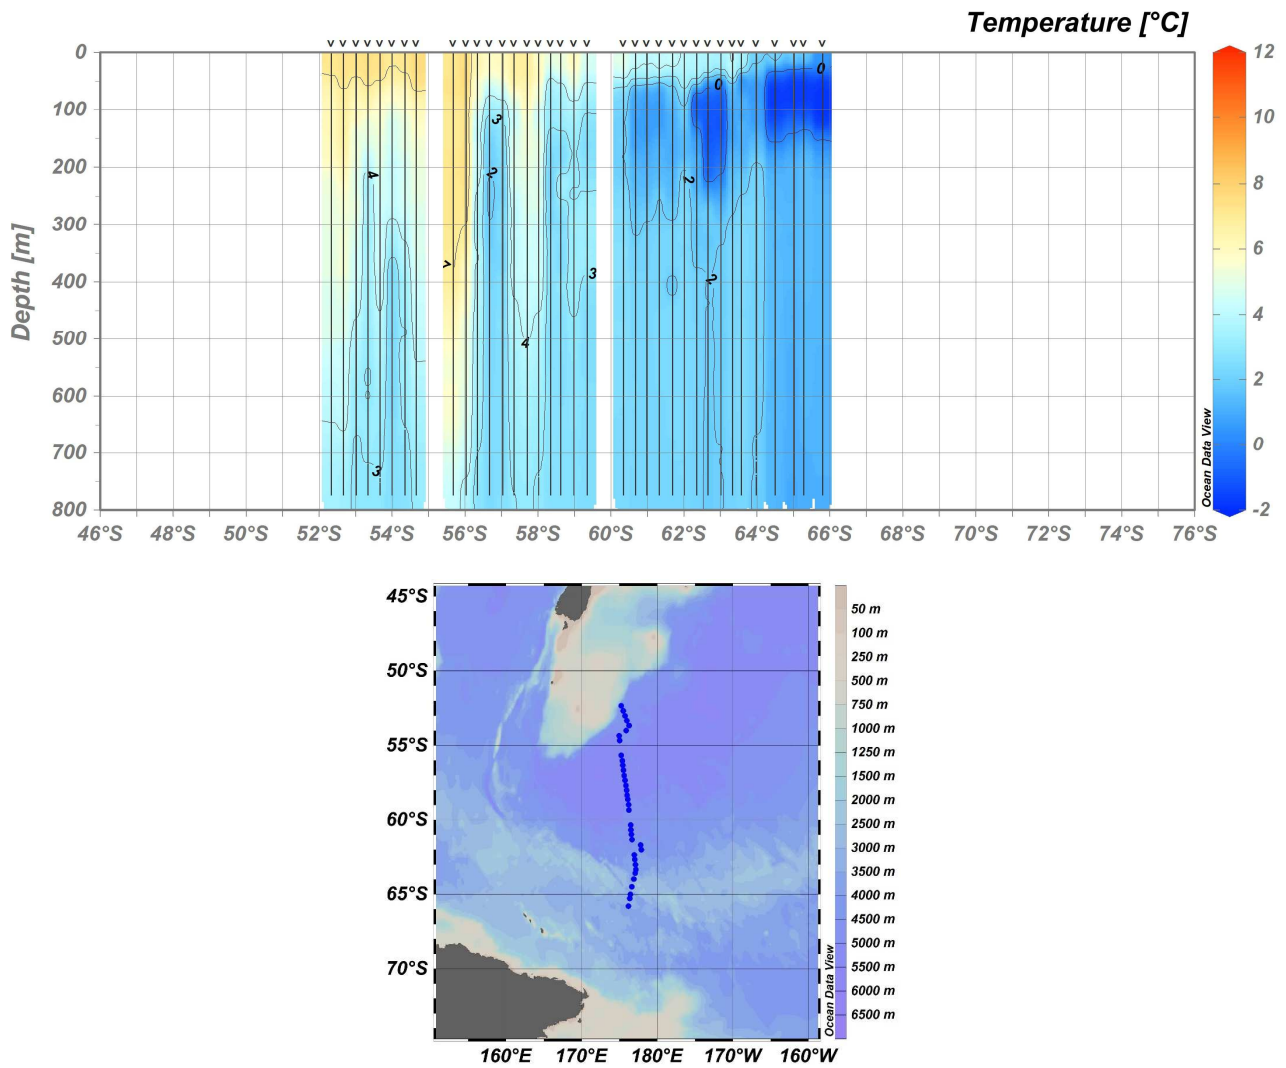 Temperature [°C]
v v v v v v v v v v v v v v v v v v v v v v v v v v v v v v v v v v v v
0
100
200
300
400
500
600
700
800
Depth [m]
0
0
3
2
4
2
3
2
4
3
46°S 48°S 50°S 52°S 54°S 56°S 58°S 60°S 62°S 64°S 66°S 68°S 70°S 72°S 74°S 76°S
12
10
8
6
4
2
0
-2
Ocean Data View
45°S
50°S
55°S
60°S
65°S
70°S
160°E 170°E 180°E 170°W 160°W
50 m
100 m
250 m
500 m
750 m
1000 m
1250 m
1500 m
2000 m
2500 m
3000 m
3500 m
4000 m
4500 m
5000 m
5500 m
6000 m
6500 m
Ocean Data View